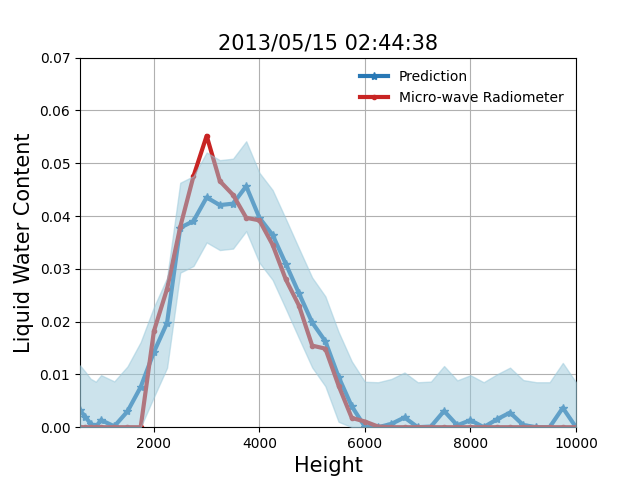 2013/05/15 02:44:38
Prediction
Micro-wave Radiometer
Liquid Water Content
0.07
0.06
0.05
0.04
0.03
0.02
0.01
0.00
2000 4000 6000 8000 10000
Height